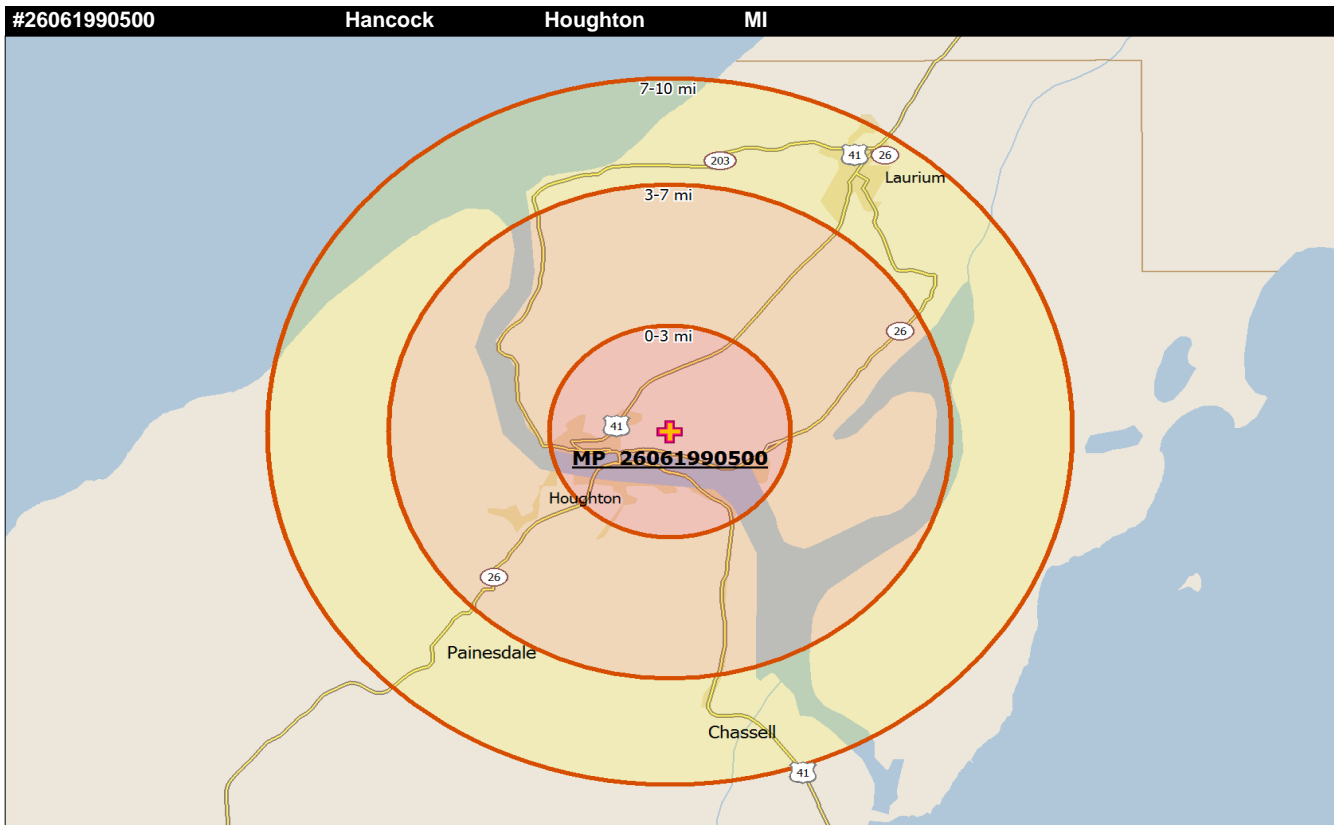 #26061990500 Hancock Houghton MI
7-10 mi
203
41 26
Laurium
3-7 mi
26
0-3 mi
41
MP 26061990500
Houghton
26
Painesdale
Chassell
41